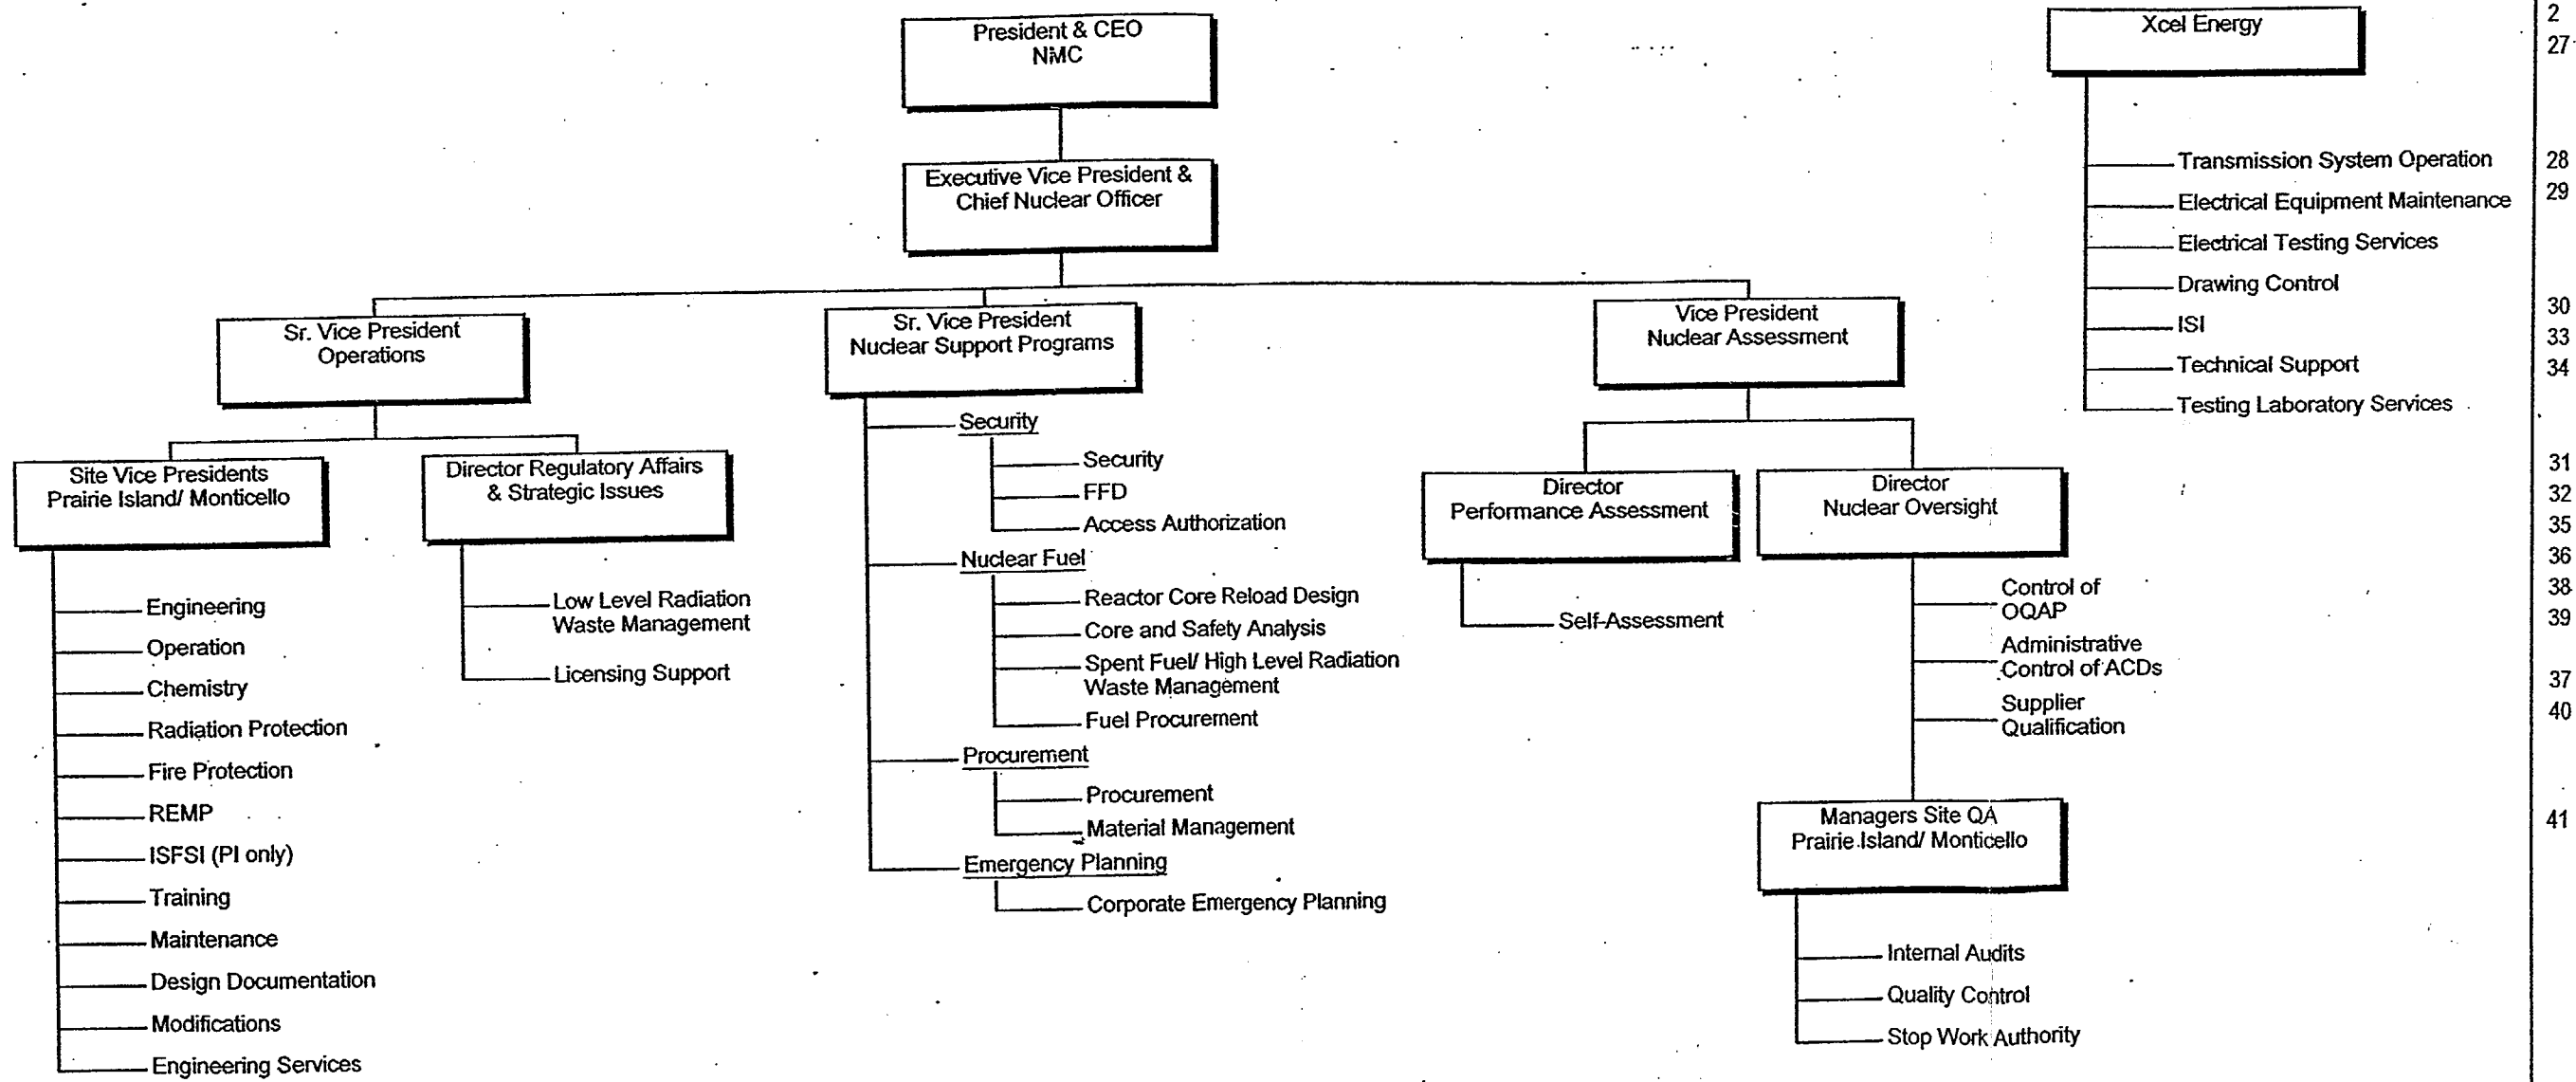 President & CEO
NMC
Executive Vice President &
Chief Nuclear Officer
Sr. Vice President
Operations
Site Vice Presidents
Prairie Island/ Monticello
Engineering
Operation
Chemistry
Radiation Protection
Fire Protection
REMP
ISFSI (PI only)
Training
Maintenance
Design Documentation
Modifications
Engineering Services
Director Regulatory Affairs
& Strategic Issues
Low Level Radiation
Waste Management
Licensing Support
Sr. Vice President
Nuclear Support Programs
Security
Security
FFD
Access Authorization
Nuclear Fuel
Reactor Core Reload Design
Core and Safety Analysis
Spent Fuel/ High Level Radiation
Waste Management
Fuel Procurement
Procurement
Procurement
Material Management
Emergency Planning
Corporate Emergency Planning
Vice President
Nuclear Assessment
Director
Performance Assessment
Self-Assessment
Director
Nuclear Oversight
Control of
OQAP
Administrative
Control of ACDs
Supplier
Qualification
Managers Site QA
Prairie Island/ Monticello
Internal Audits
Quality Control
Stop Work Authority
Xcel Energy
Transmission System Operation
Electrical Equipment Maintenance
Electrical Testing Services
Drawing Control
ISI
Technical Support
Testing Laboratory Services
2
27
28
29
30
33
34
31
32
35
36
38
39
37
40
41